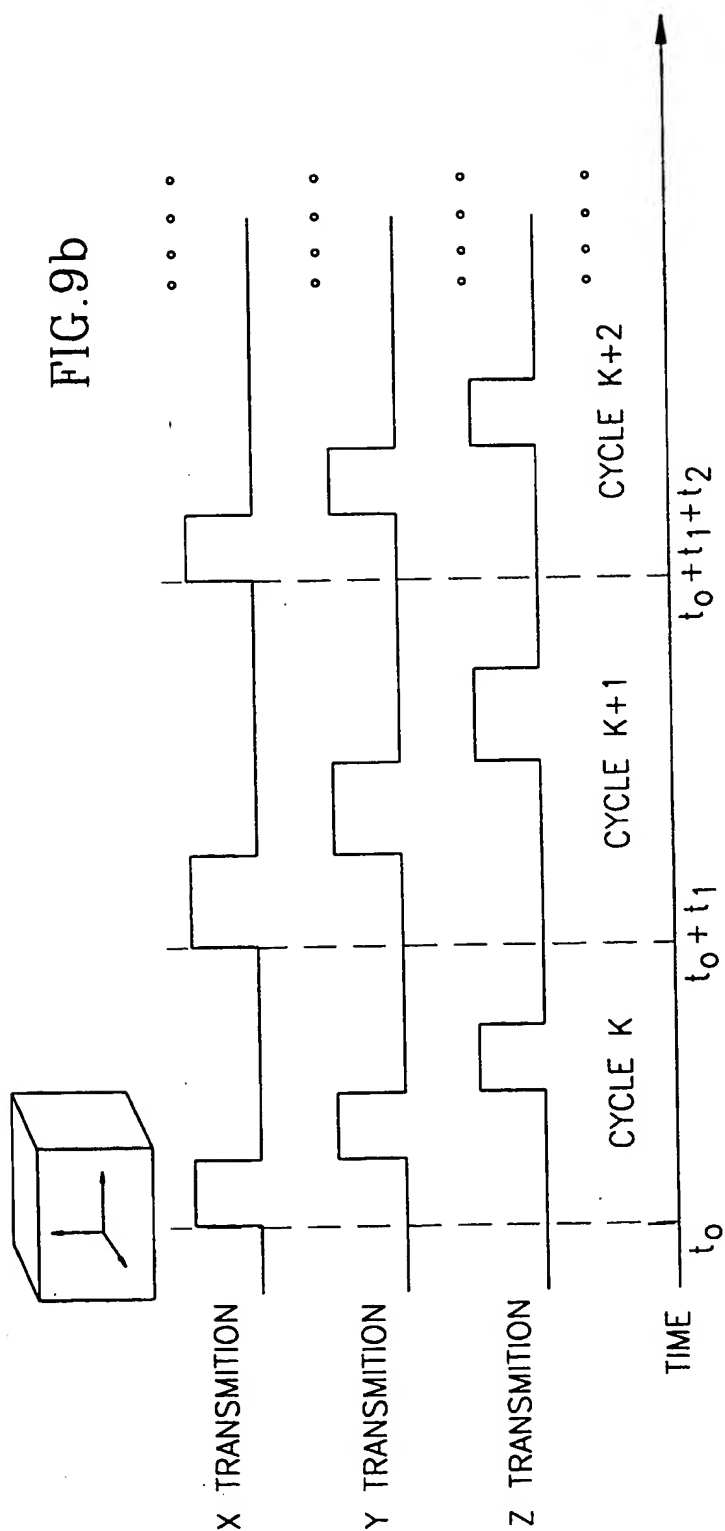 FIG.9b
X TRANSMITION
Y TRANSMITION
Z TRANSMITION
CYCLE K
CYCLE K+1
CYCLE K+2
TIME
t₀
t₀+t₁
t₀+t₁+t₂